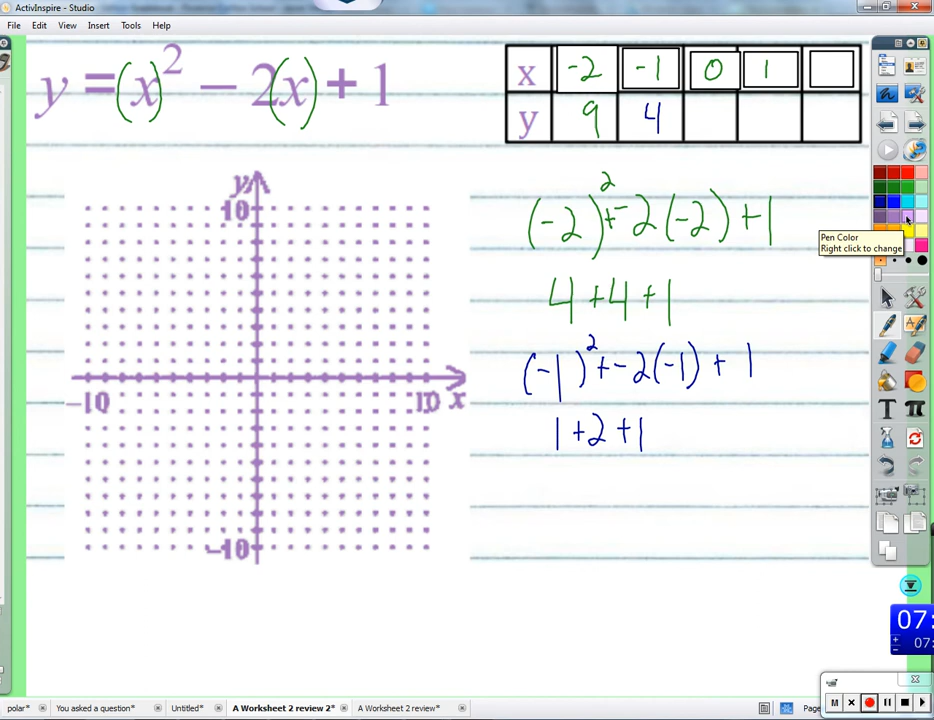 ActivInspire - Studio
File Edit View Insert Tools Help
y = (x)² − 2(x) + 1
x -2 -1 0 1
y 9 4
y
10
-10
10 x
-10
(-2)² + -2(-2) + 1
4 + 4 + 1
(-1)² + -2(-1) + 1
1 + 2 + 1
Pen Color
Right click to change
T π
07:
07:
M
polar* You asked a question* Untitled* A Worksheet 2 review 2* A Worksheet 2 review* Page